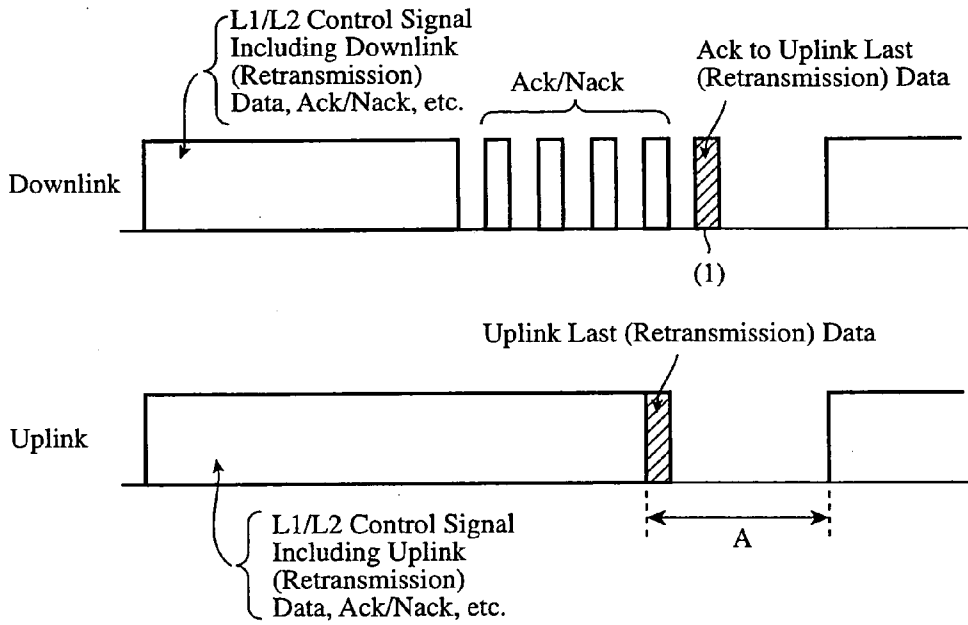 L1/L2 Control Signal
Including Downlink
(Retransmission)
Data, Ack/Nack, etc.
Ack/Nack
Ack to Uplink Last
(Retransmission) Data
Downlink
(1)
Uplink Last (Retransmission) Data
Uplink
A
L1/L2 Control Signal
Including Uplink
(Retransmission)
Data, Ack/Nack, etc.